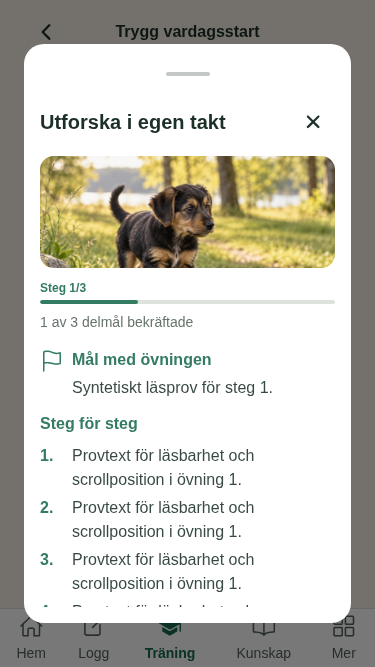 Trygg vardagsstart
Utforska i egen takt
Steg 1/3
1 av 3 delmål bekräftade
Mål med övningen
Syntetiskt läsprov för steg 1.
Steg för steg
1. Provtext för läsbarhet och
scrollposition i övning 1.
2. Provtext för läsbarhet och
scrollposition i övning 1.
3. Provtext för läsbarhet och
scrollposition i övning 1.
Hem Logg Träning Kunskap Mer